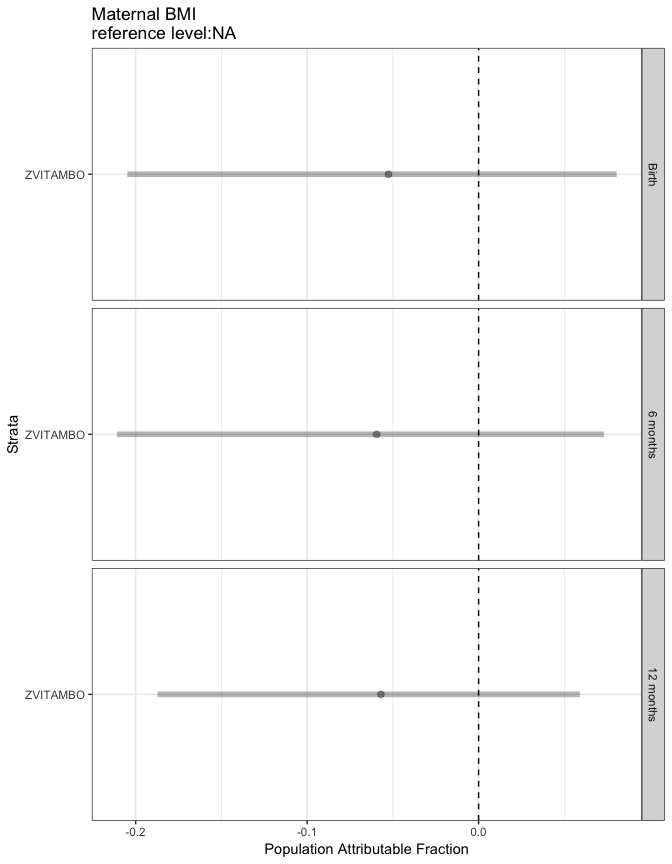 Maternal BMI
reference level:NA
ZVITAMBO
Birth
ZVITAMBO
6 months
ZVITAMBO
12 months
Strata
-0.2
-0.1
0.0
Population Attributable Fraction